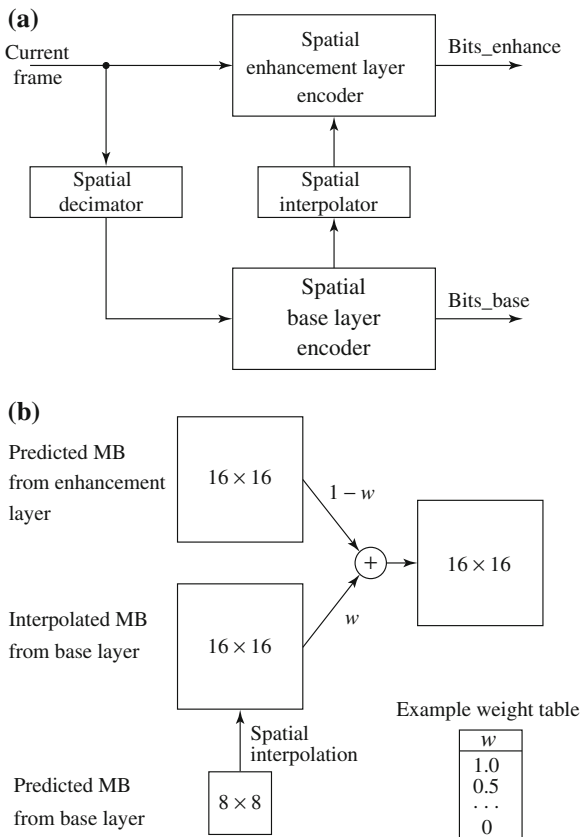 (a)
Current
frame
Spatial
enhancement layer
encoder
Bits_enhance
Spatial
decimator
Spatial
interpolator
Spatial
base layer
encoder
Bits_base
(b)
Predicted MB
from enhancement
layer
16 × 16
1 − w
+
16 × 16
Interpolated MB
from base layer
16 × 16
w
Spatial
interpolation
Predicted MB
from base layer
8 × 8
Example weight table
w
1.0
0.5
...
0